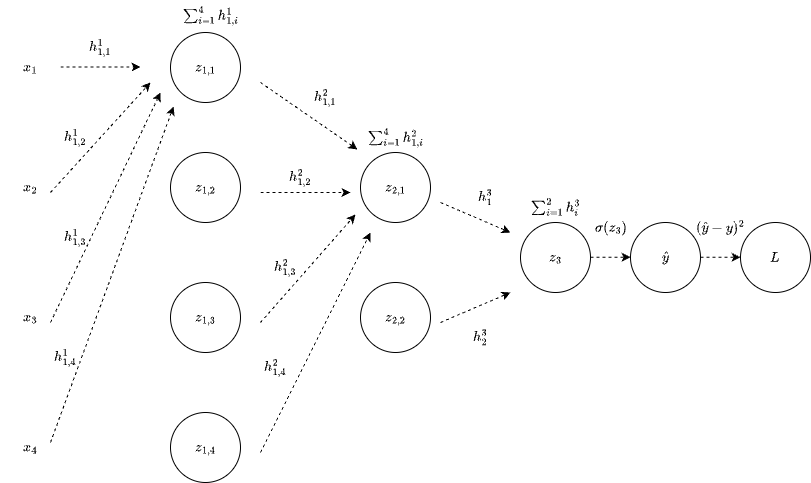 $\sum_{i=1}^{4} h_{1,i}^{1}$
$x_1$ $h_{1,1}^{1}$ $z_{1,1}$
$h_{1,1}^{2}$
$h_{1,2}^{1}$ $\sum_{i=1}^{4} h_{1,i}^{2}$
$x_2$ $z_{1,2}$ $h_{1,2}^{2}$ $z_{2,1}$
$h_1^3$ $\sum_{i=1}^{2} h_i^3$
$h_{1,3}^{1}$ $\sigma(z_3)$ $(\hat{y} - y)^2$
$h_{1,3}^{2}$ $z_3$ $\hat{y}$ $L$
$x_3$ $z_{1,3}$ $z_{2,2}$
$h_2^3$
$h_{1,4}^{1}$ $h_{1,4}^{2}$
$x_4$ $z_{1,4}$